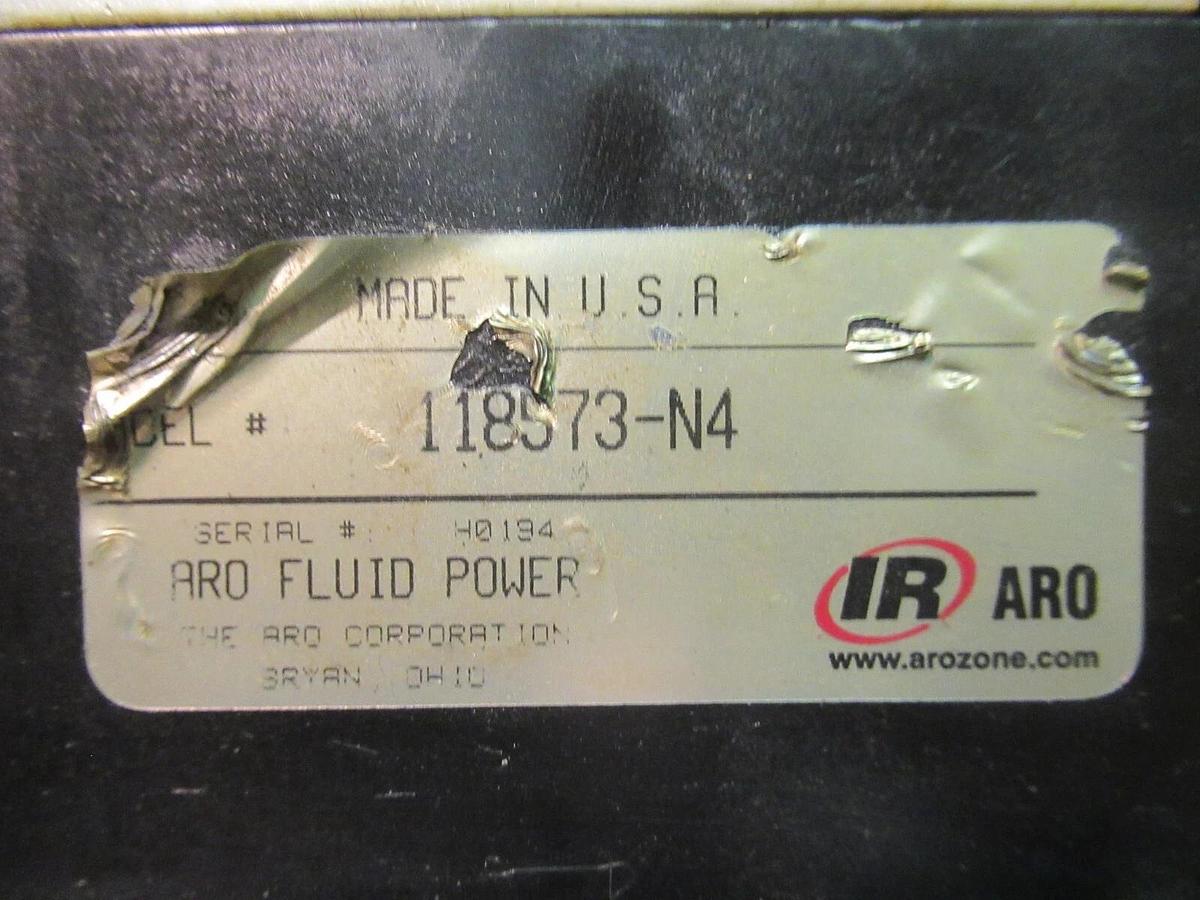 MADE IN U.S.A.
DEL # 118573-N4
SERIAL #: H0194
ARO FLUID POWER
THE ARO CORPORATION
BRYAN, OHIO
IR ARO
www.arozone.com